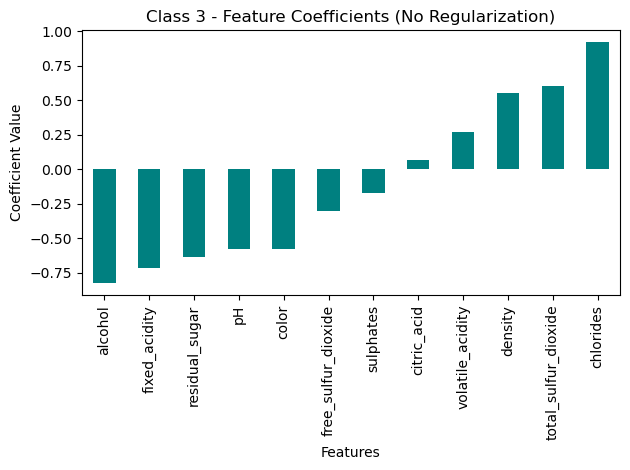 Class 3 - Feature Coefficients (No Regularization)
Coefficient Value
1.00
0.75
0.50
0.25
0.00
−0.25
−0.50
−0.75
alcohol
fixed_acidity
residual_sugar
pH
color
free_sulfur_dioxide
sulphates
citric_acid
volatile_acidity
density
total_sulfur_dioxide
chlorides
Features